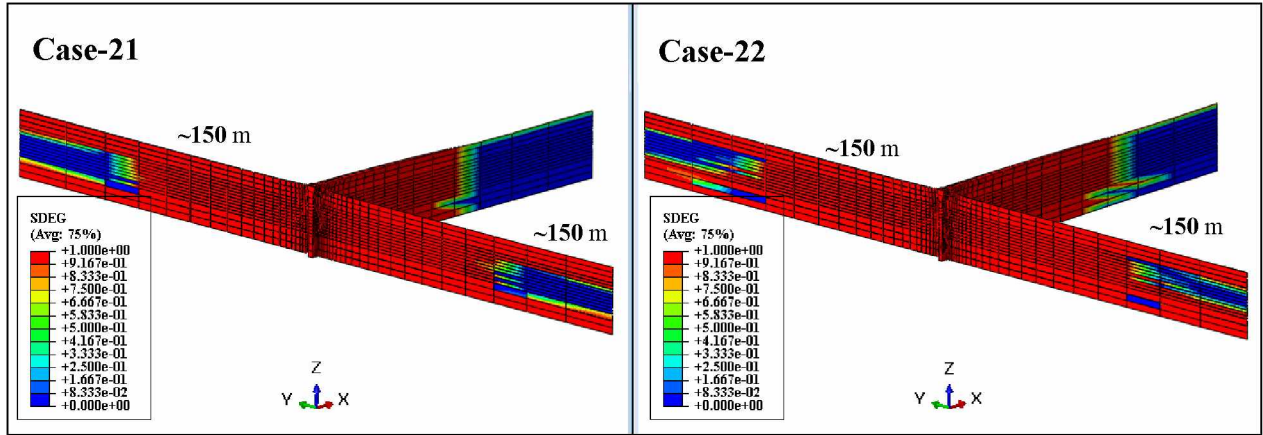 Case-21
~150 m
~150 m
SDEG
(Avg: 75%)
+1.000e+00
+9.167e-01
+8.333e-01
+7.500e-01
+6.667e-01
+5.833e-01
+5.000e-01
+4.167e-01
+3.333e-01
+2.500e-01
+1.667e-01
+8.333e-02
+0.000e+00
Z
Y X
Case-22
~150 m
~150 m
SDEG
(Avg: 75%)
+1.000e+00
+9.167e-01
+8.333e-01
+7.500e-01
+6.667e-01
+5.833e-01
+5.000e-01
+4.167e-01
+3.333e-01
+2.500e-01
+1.667e-01
+8.333e-02
+0.000e+00
Z
Y X